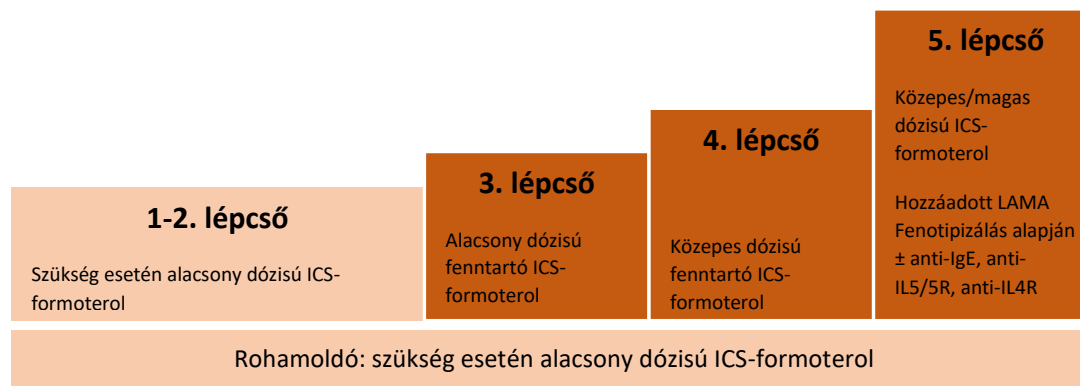 1-2. lépcső
Szükség esetén alacsony dózisú ICS-
formoterol
3. lépcső
Alacsony dózisú
fenntartó ICS-
formoterol
4. lépcső
Közepes dózisú
fenntartó ICS-
formoterol
5. lépcső
Közepes/magas
dózisú ICS-
formoterol
Hozzáadott LAMA
Fenotipizálás alapján
± anti-IgE, anti-
IL5/5R, anti-IL4R
Rohamoldó: szükség esetén alacsony dózisú ICS-formoterol